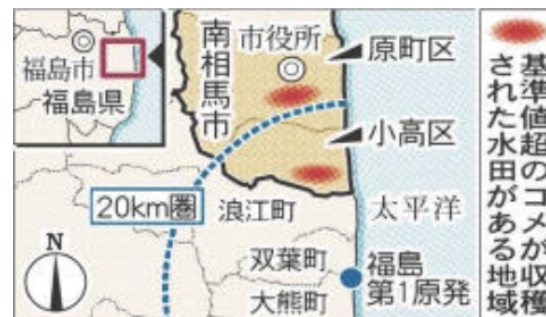 福島市
福島県
南相馬市
市役所
原町区
小高区
20km圏
浪江町
太平洋
N
双葉町
大熊町
福島
第1原発
基準値超のコメが収穫
された水田がある地域